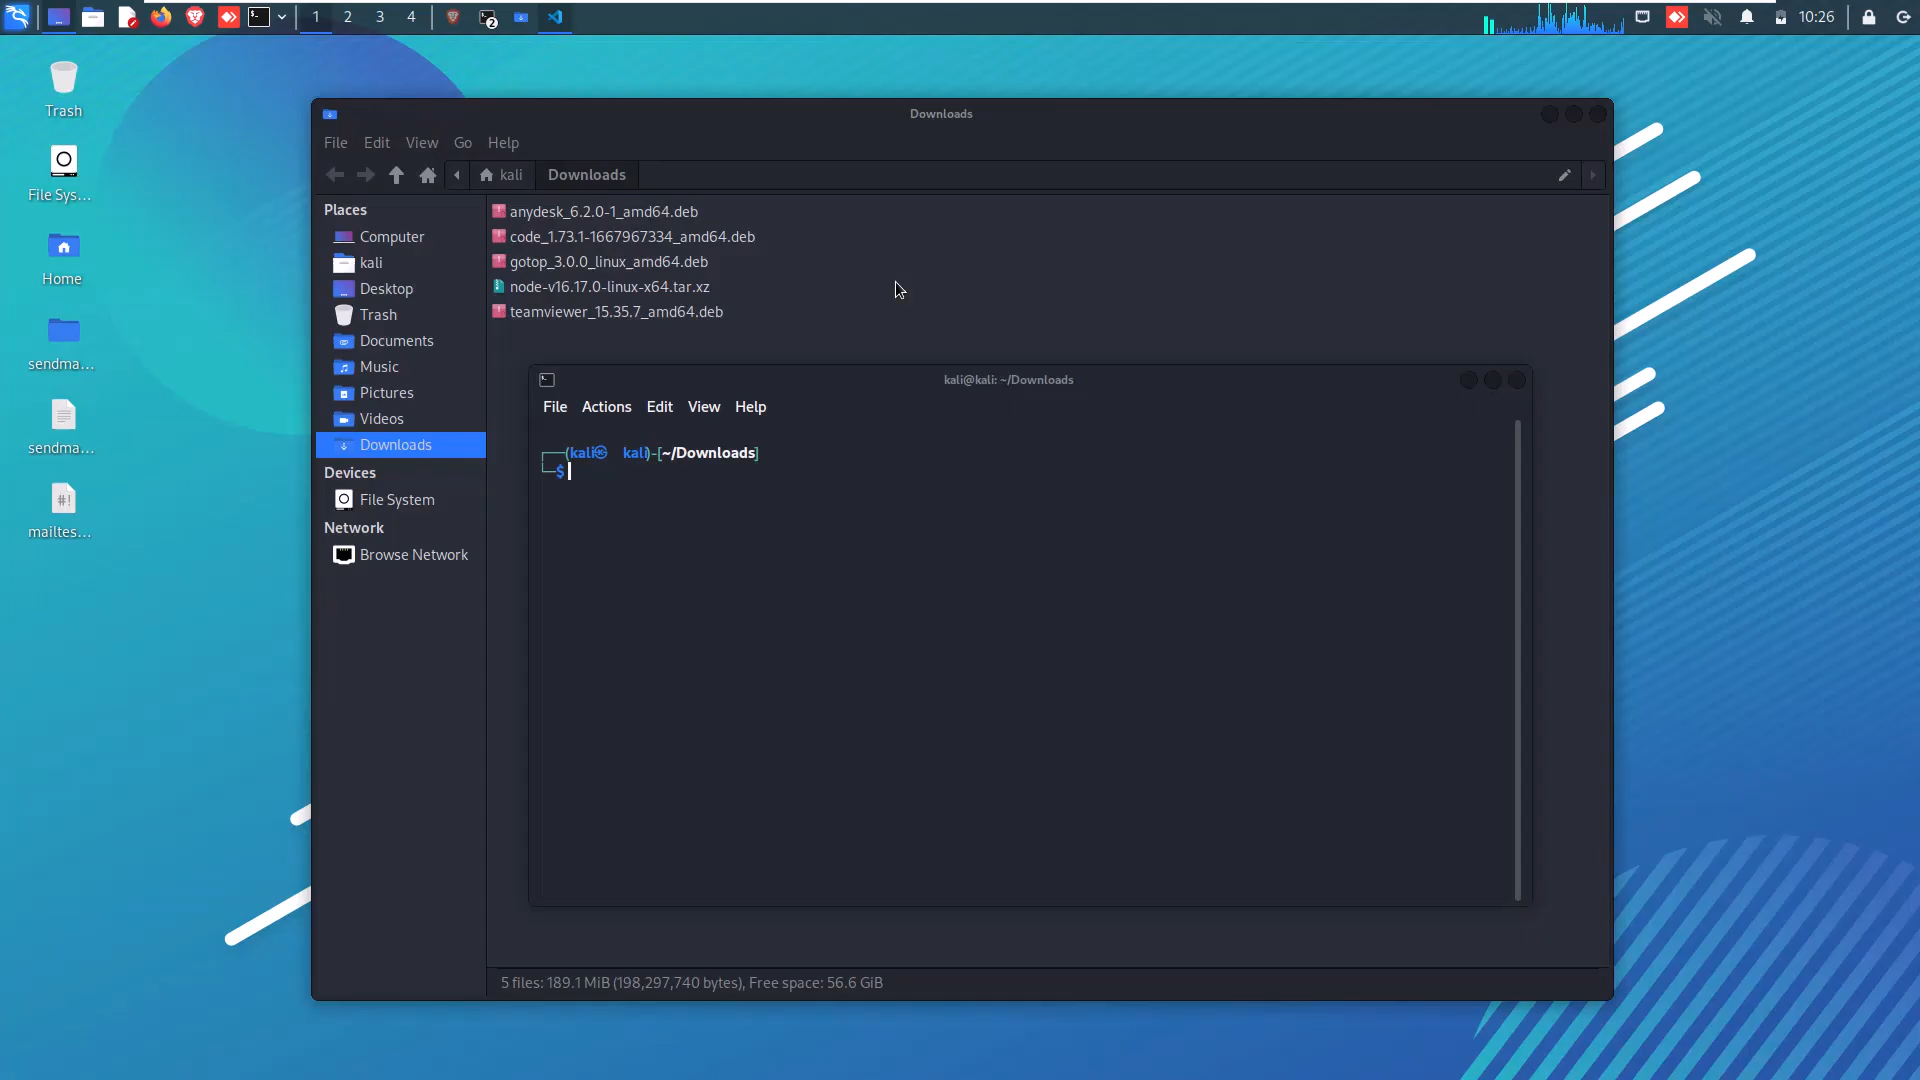 1 2 3 4
2
10:26
Trash
File Sys...
Home
sendma...
sendma...
#!
mailtes...
Downloads
File Edit View Go Help
kali Downloads
Places
Computer
kali
Desktop
Trash
Documents
Music
Pictures
Videos
Downloads
Devices
File System
Network
Browse Network
anydesk_6.2.0-1_amd64.deb
code_1.73.1-1667967334_amd64.deb
gotop_3.0.0_linux_amd64.deb
node-v16.17.0-linux-x64.tar.xz
teamviewer_15.35.7_amd64.deb
kali@kali: ~/Downloads
File Actions Edit View Help
┌──(kali㉿ kali)-[~/Downloads]
└─$
5 files: 189.1 MiB (198,297,740 bytes), Free space: 56.6 GiB